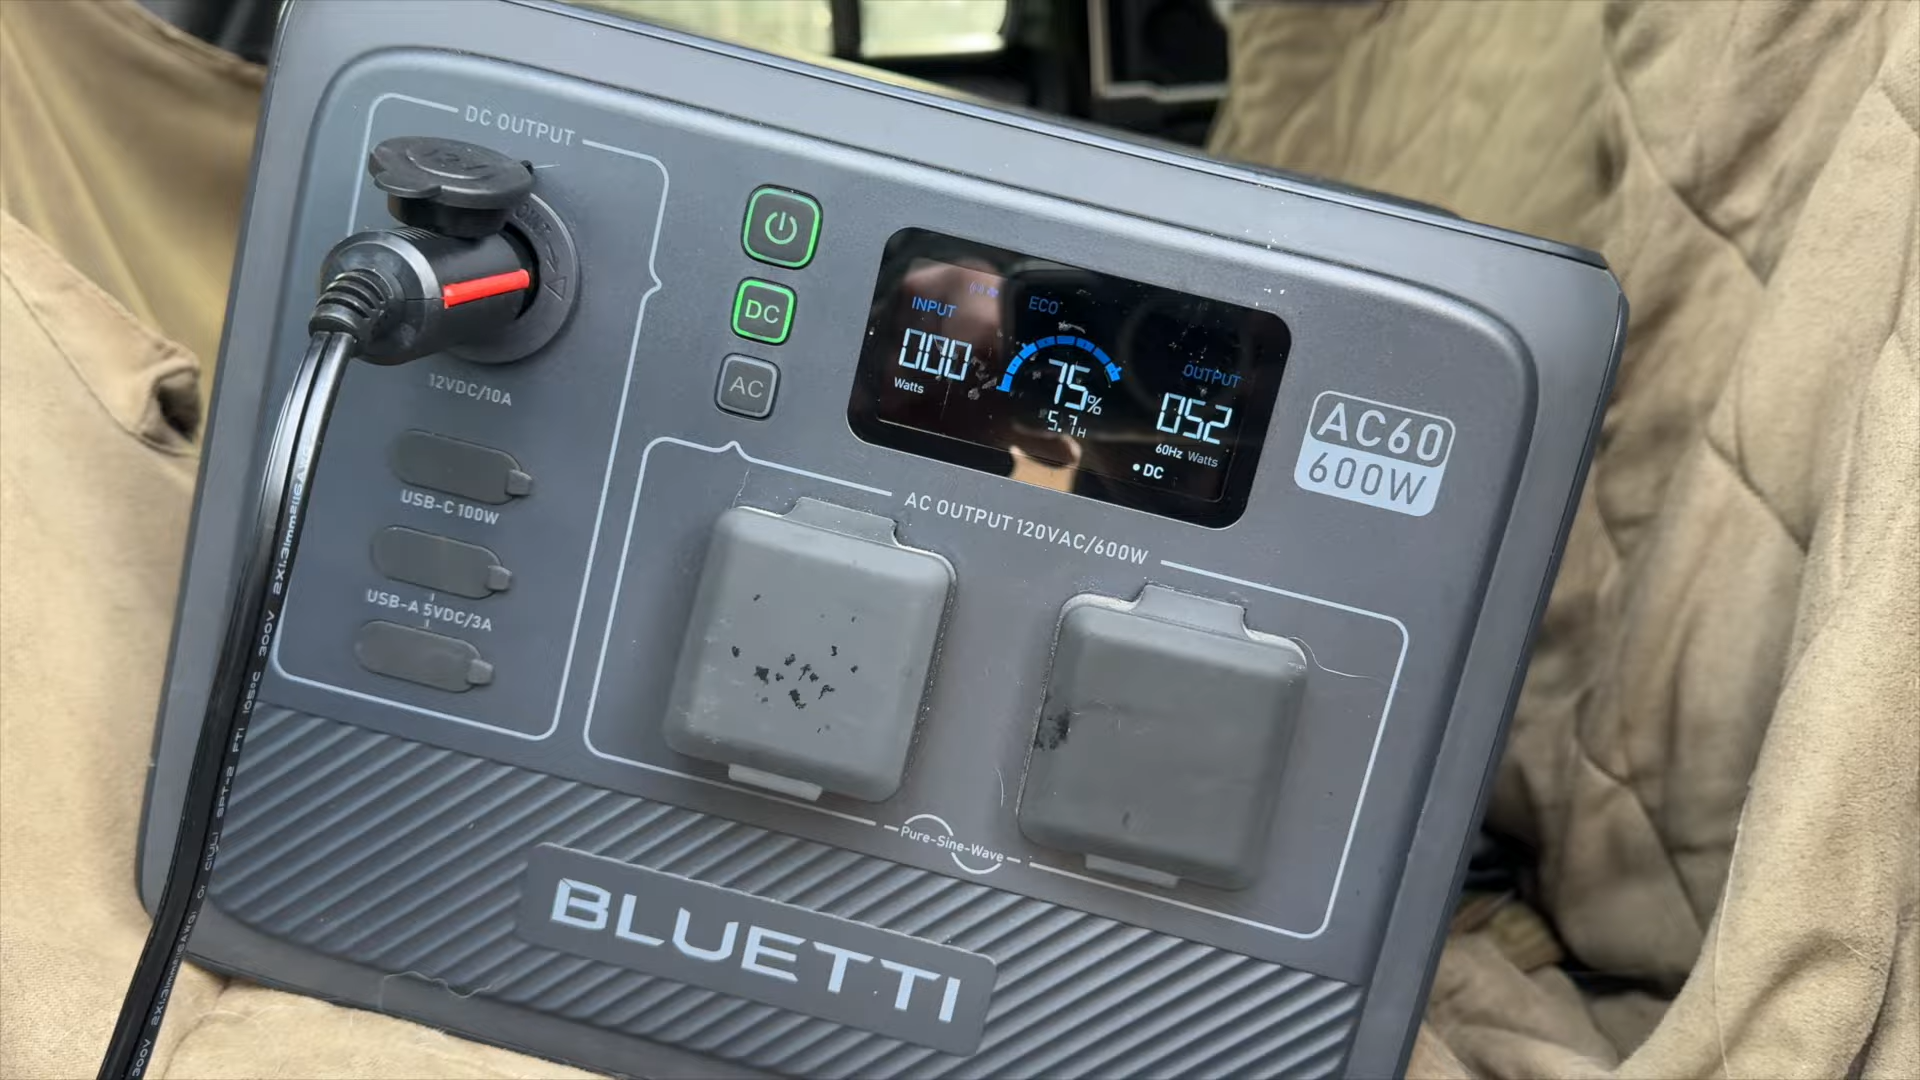 DC OUTPUT
12VDC/10A
USB-C 100W
USB-A 5VDC/3A
DC
AC
INPUT
000
Watts
ECO
75%
5.7H
OUTPUT
052
60Hz Watts
DC
AC60
600W
AC OUTPUT 120VAC/600W
Pure-Sine-Wave
BLUETTI
300V